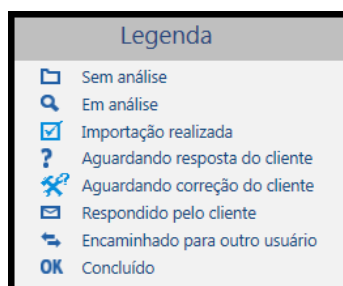 Legenda
Sem análise
Em análise
Importação realizada
? Aguardando resposta do cliente
? Aguardando correção do cliente
Respondido pelo cliente
Encaminhado para outro usuário
OK Concluído